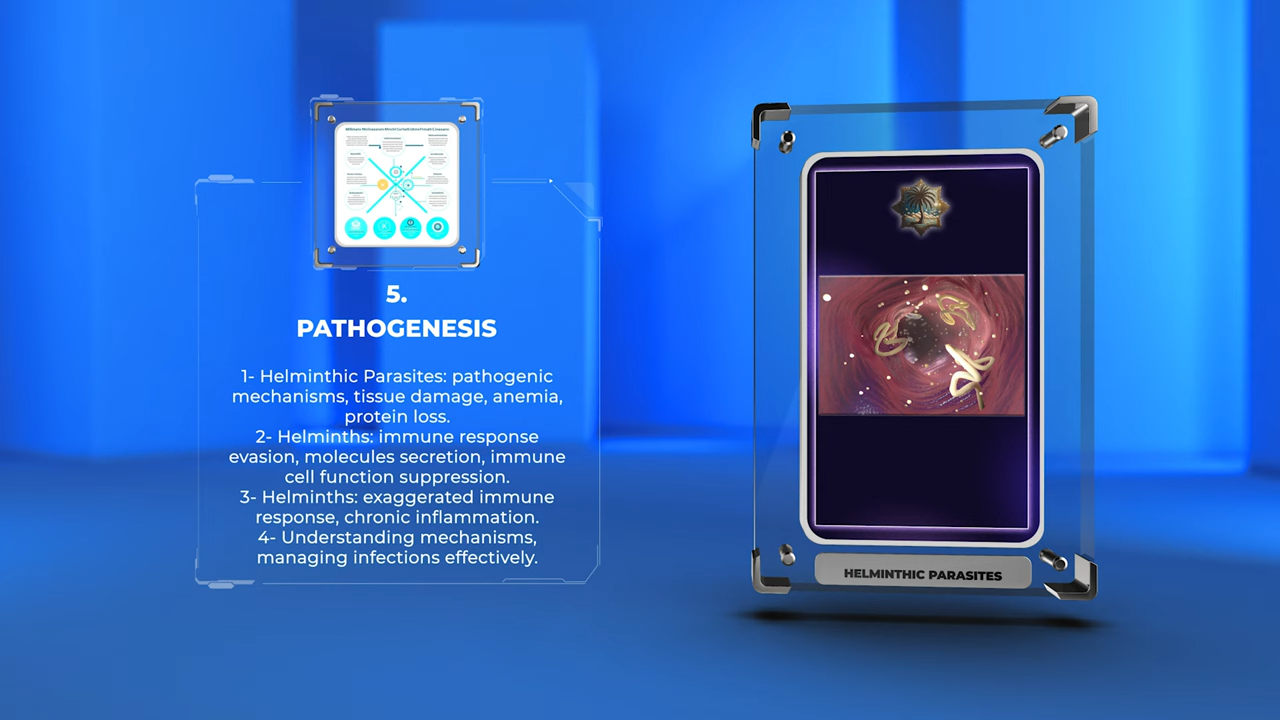 5.
PATHOGENESIS
1- Helminthic Parasites: pathogenic
mechanisms, tissue damage, anemia,
protein loss.
2- Helminths: immune response
evasion, molecules secretion, immune
cell function suppression.
3- Helminths: exaggerated immune
response, chronic inflammation.
4- Understanding mechanisms,
managing infections effectively.
HELMINTHIC PARASITES